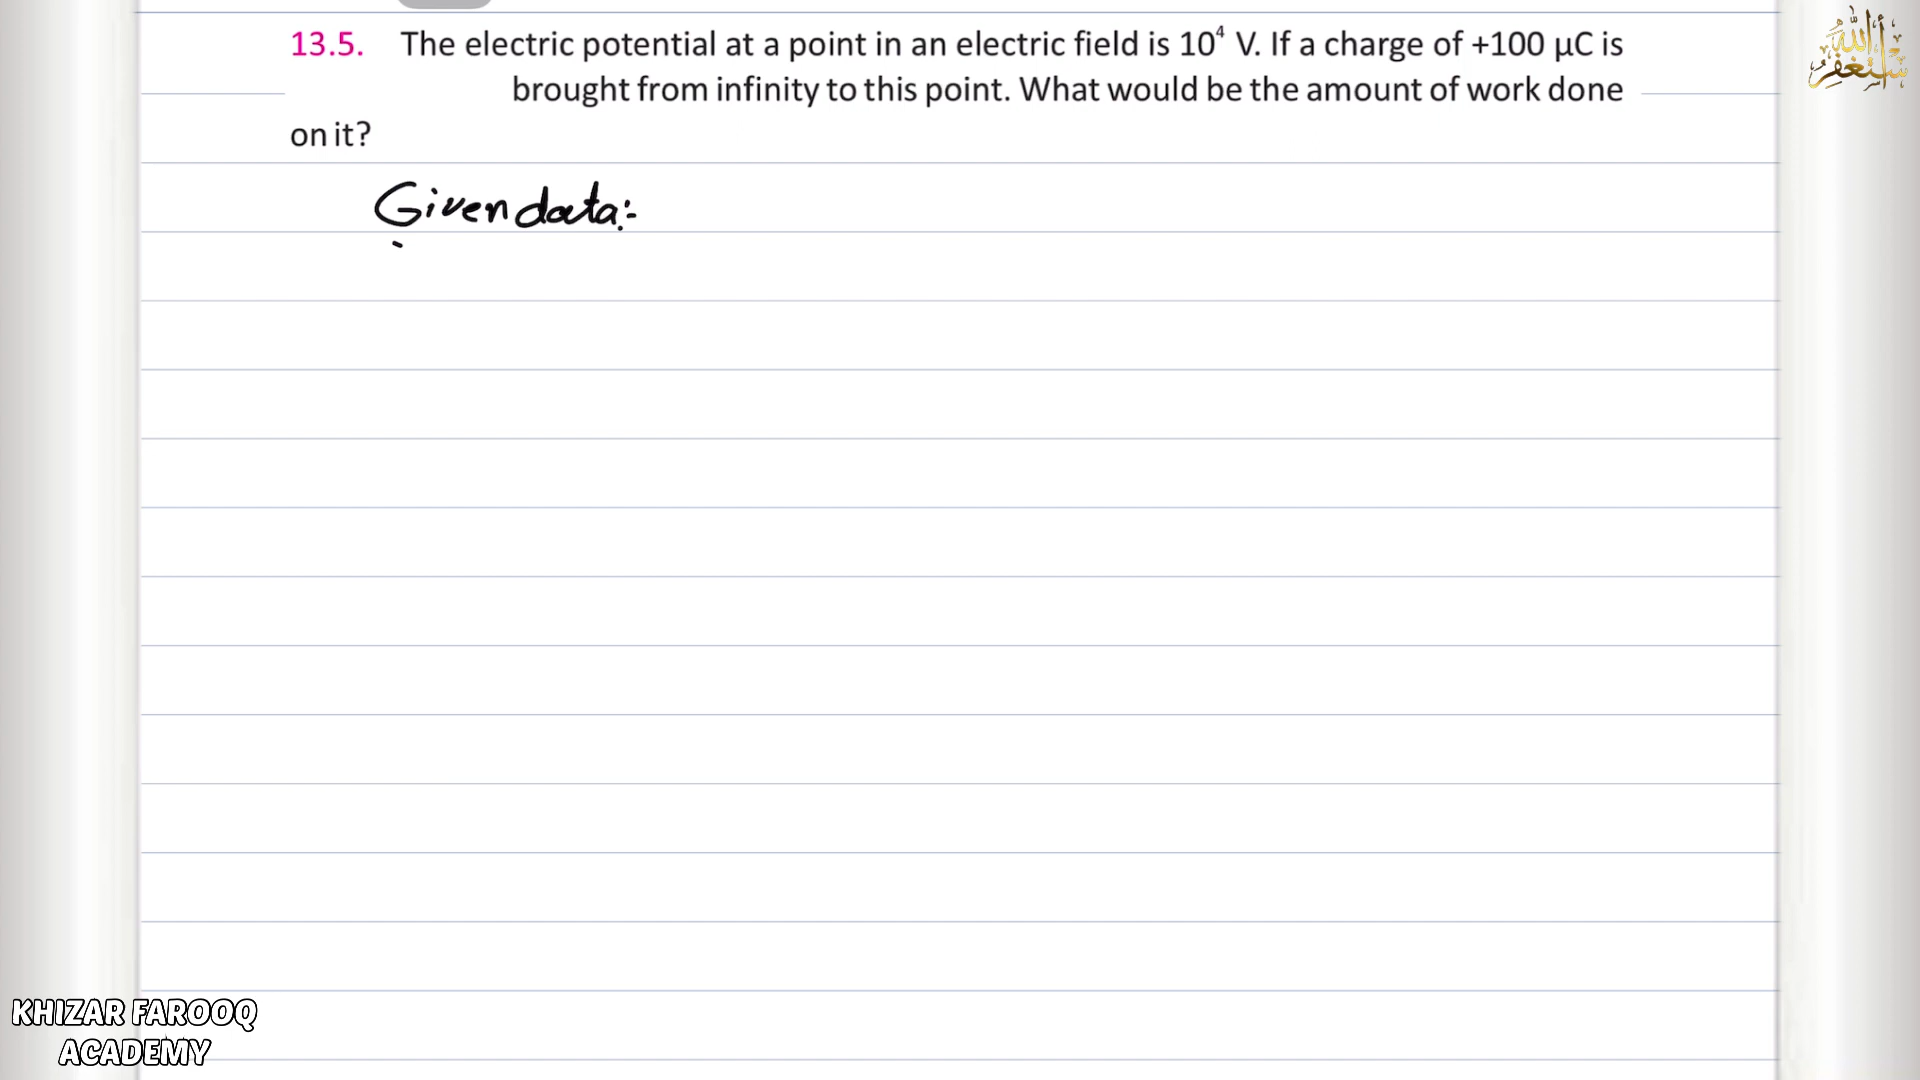 13.5. The electric potential at a point in an electric field is 10⁴ V. If a charge of +100 μC is
brought from infinity to this point. What would be the amount of work done
on it?
Given data:-
أستغفر الله
KHIZAR FAROOQ
ACADEMY